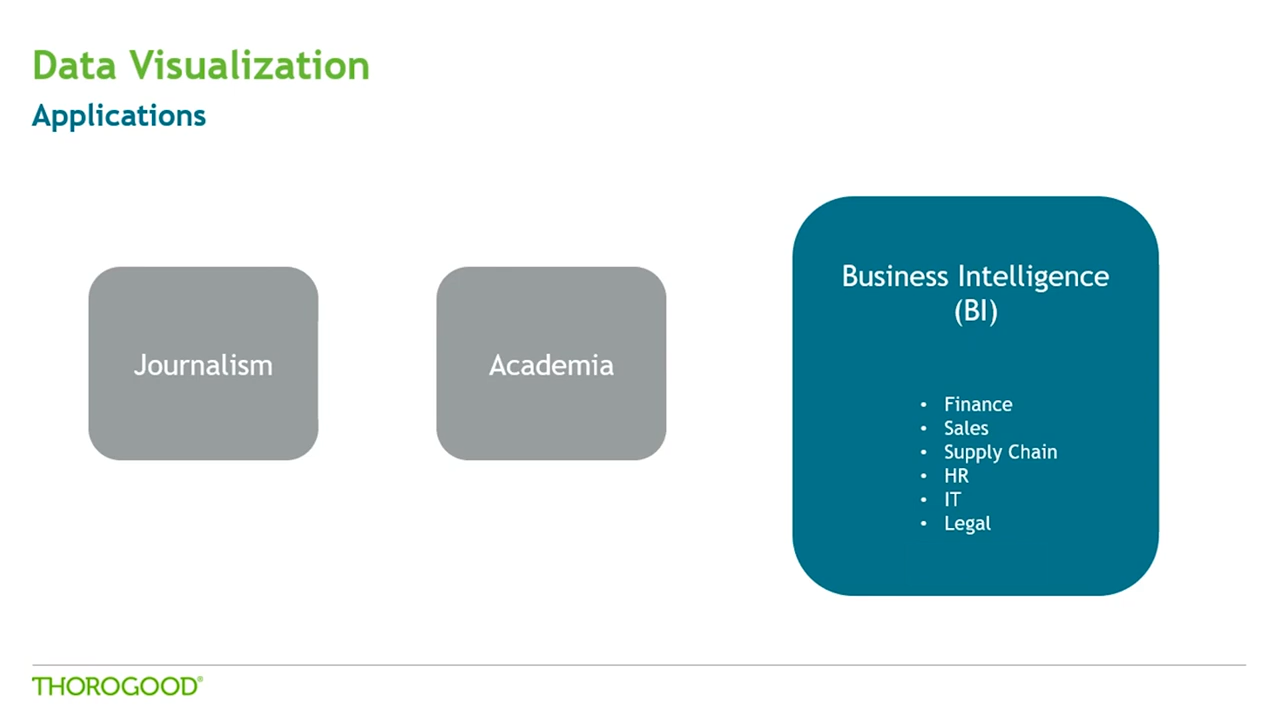 Data Visualization
Applications
Journalism
Academia
Business Intelligence
(BI)
• Finance
• Sales
• Supply Chain
• HR
• IT
• Legal
THOROGOOD®